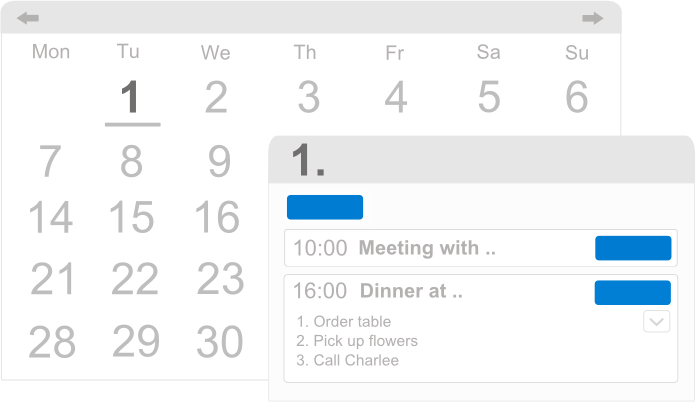 Mon Tu We Th Fr Sa Su
1 2 3 4 5 6
7 8 9
14 15 16
21 22 23
28 29 30
1.
10:00 Meeting with ..
16:00 Dinner at ..
1. Order table
2. Pick up flowers
3. Call Charlee